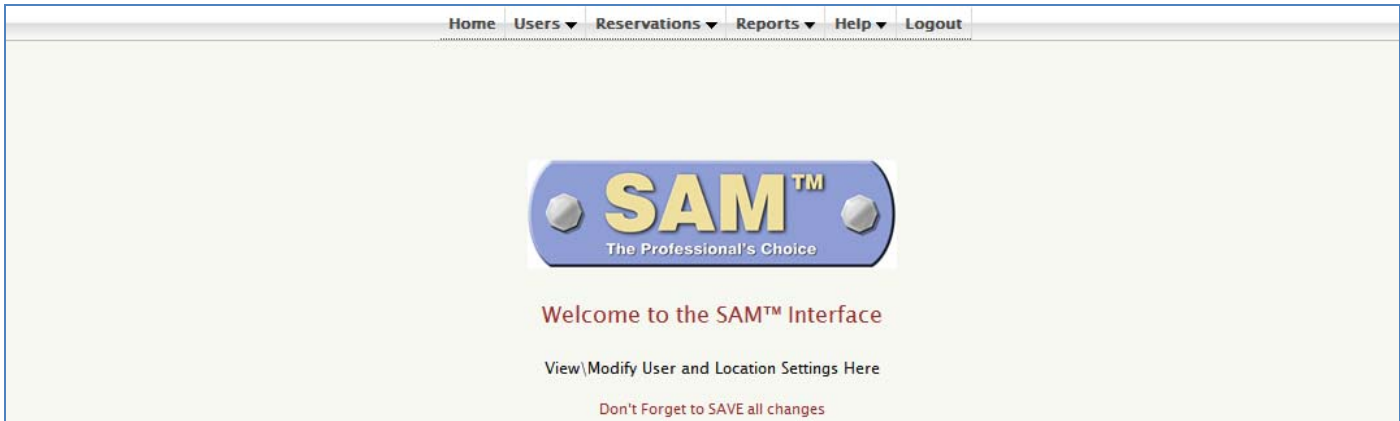 Home Users Reservations Reports Help Logout
SAM™
The Professional's Choice
Welcome to the SAM™ Interface
View\Modify User and Location Settings Here
Don't Forget to SAVE all changes